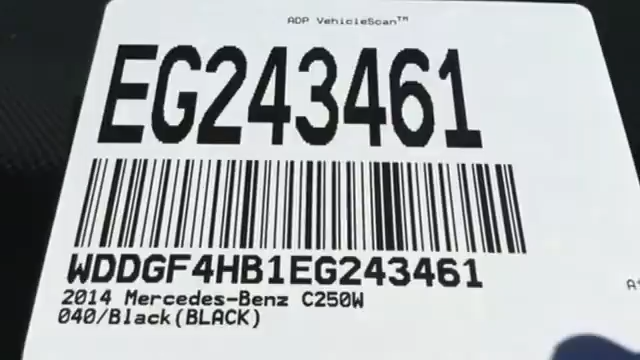 ADP VehicleScan™
EG243461
WDDGF4HB1EG243461
2014 Mercedes-Benz C250W
040/Black(BLACK)